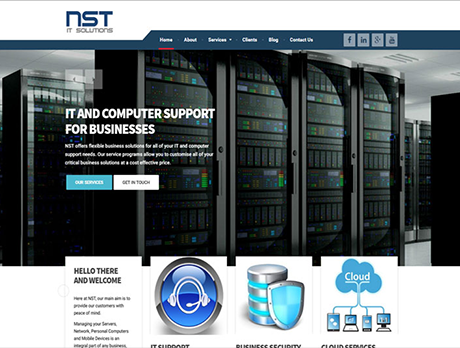 NST
IT SOLUTIONS
Home About Services Clients Blog Contact Us
IT AND COMPUTER SUPPORT
FOR BUSINESSES
NST offers flexible business solutions for all of your IT and computer
support needs. Our service programs allow you to customise all of your
critical business solutions at a cost effective price.
OUR SERVICES GET IN TOUCH
HELLO THERE
AND WELCOME
Here at NST, our main aim is to
provide our customers with
peace of mind.
Managing your Servers,
Network, Personal Computers
and Mobile Devices is an
integral part of any business,
Cloud
IT SUPPORT
BUSINESS SECURITY
CLOUD SERVICES